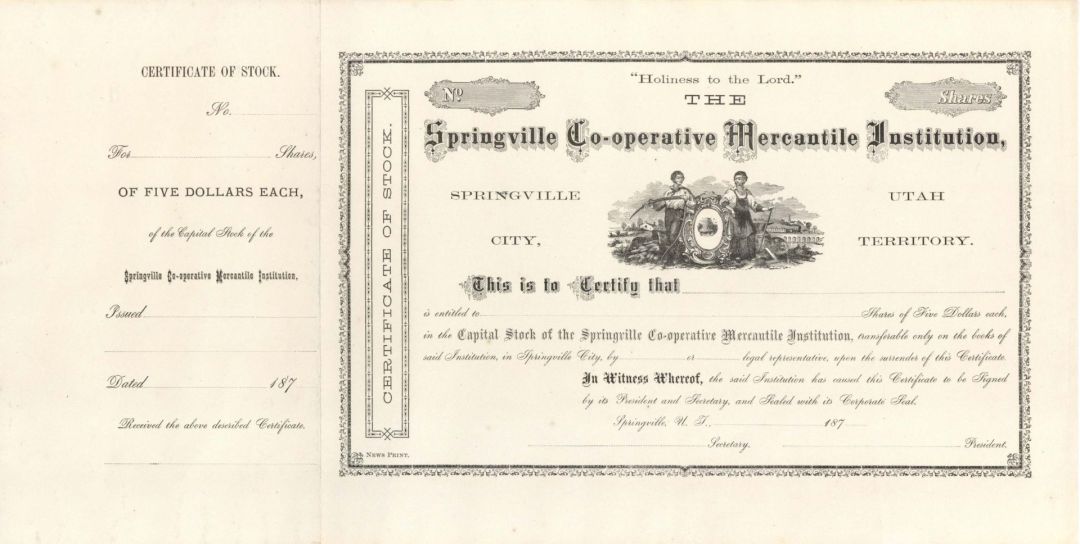 CERTIFICATE OF STOCK.
No.
For Shares,
OF FIVE DOLLARS EACH,
of the Capital Stock of the
Springville Co-operative Mercantile Institution.
Issued
Dated 187
Received the above described Certificate.
CERTIFICATE OF STOCK.
"Holiness to the Lord."
No Shares
THE
Springville Co-operative Mercantile Institution,
SPRINGVILLE UTAH
CITY, TERRITORY.
This is to Certify that
is entitled to Shares of Five Dollars each,
in the Capital Stock of the Springville Co-operative Mercantile Institution, transferable only on the books of
said Institution, in Springville City, by or legal representative, upon the surrender of this Certificate.
In Witness Whereof, the said Institution has caused this Certificate to be Signed
by its President and Secretary, and Sealed with its Corporate Seal.
Springville, U. T., 187
Secretary. President.
NEWS PRINT.